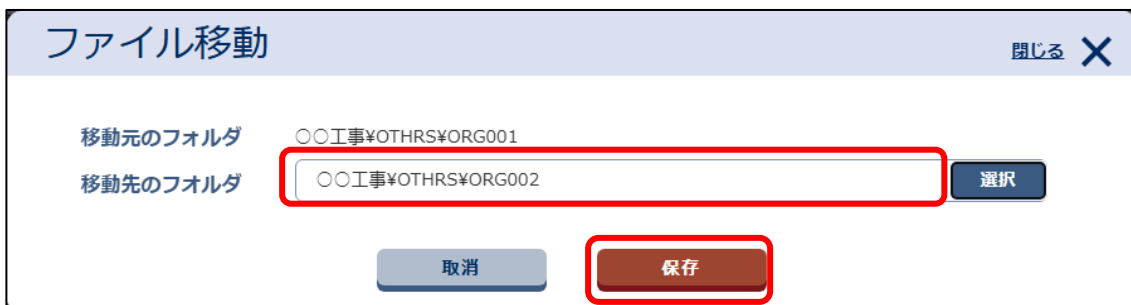 ファイル移動
閉じる
移動元のフォルダ ○○工事¥OTHRS¥ORG001
移動先のフォルダ ○○工事¥OTHRS¥ORG002 選択
取消 保存